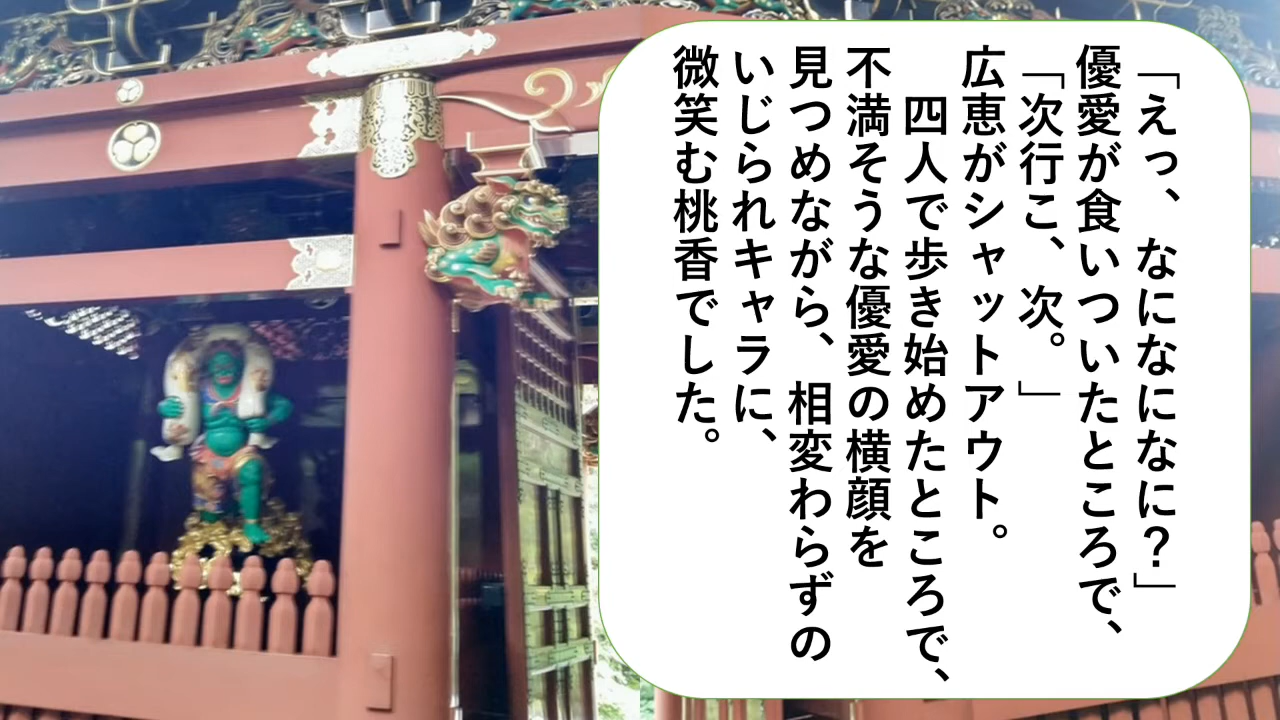 「えっ、なになになに？」
優愛が食いついたところで、
「次行こ、次。」
広恵がシャットアウト。
　四人で歩き始めたところで、
不満そうな優愛の横顔を
見つめながら、相変わらずの
いじられキャラに、
微笑む桃香でした。